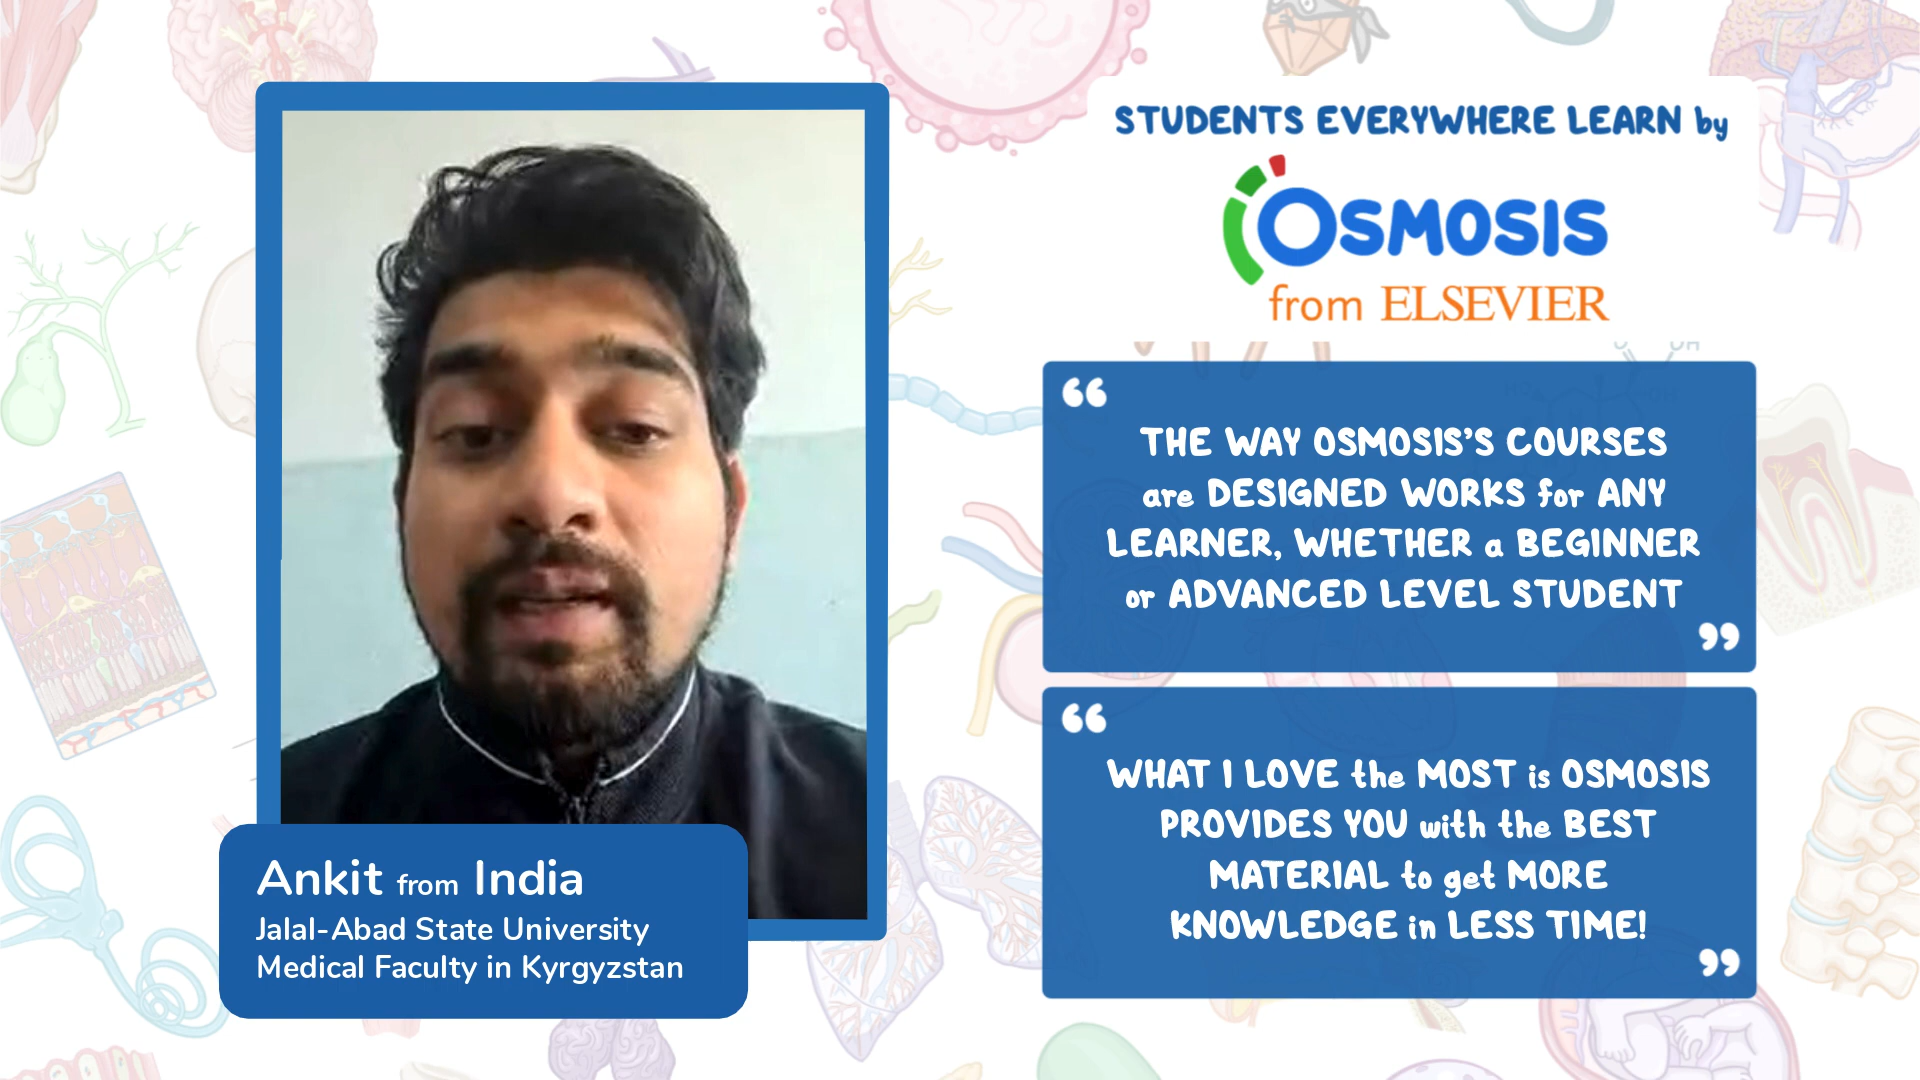 STUDENTS EVERYWHERE LEARN by
OSMOSIS
from ELSEVIER
“
THE WAY OSMOSIS’S COURSES
are DESIGNED WORKS for ANY
LEARNER, WHETHER a BEGINNER
or ADVANCED LEVEL STUDENT
”
“
WHAT I LOVE the MOST is OSMOSIS
PROVIDES YOU with the BEST
MATERIAL to get MORE
KNOWLEDGE in LESS TIME!
”
Ankit from India
Jalal-Abad State University
Medical Faculty in Kyrgyzstan